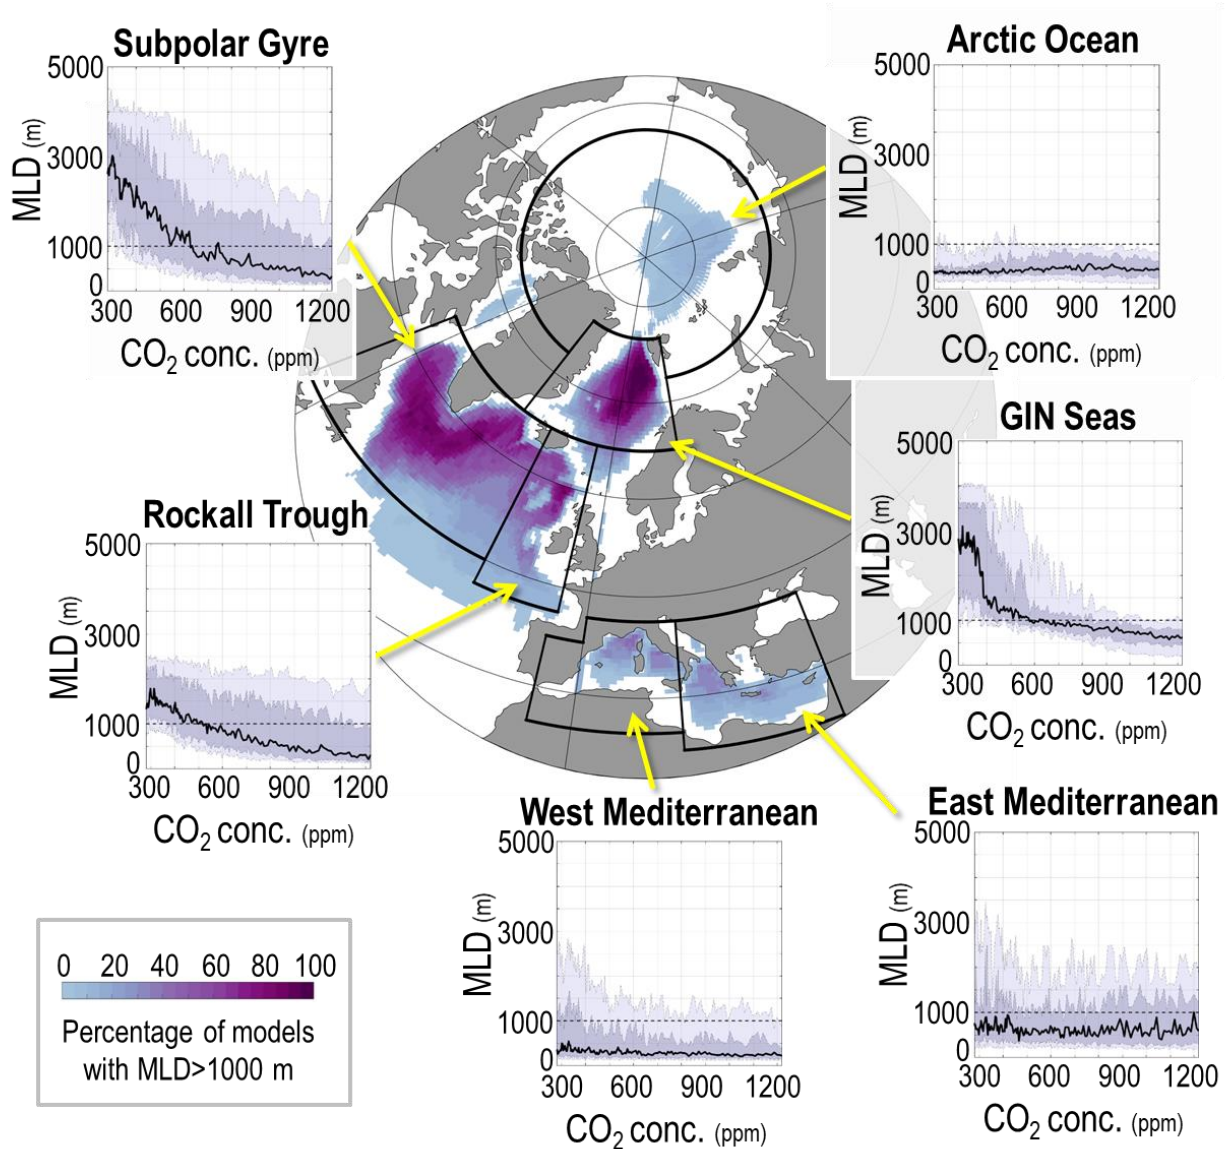 Subpolar Gyre
5000
3000
1000
0
MLD (m)
300 600 900 1200
CO2 conc. (ppm)
Arctic Ocean
5000
3000
1000
0
MLD (m)
300 600 900 1200
CO2 conc. (ppm)
GIN Seas
5000
3000
1000
0
MLD (m)
300 600 900 1200
CO2 conc. (ppm)
Rockall Trough
5000
3000
1000
0
MLD (m)
300 600 900 1200
CO2 conc. (ppm)
West Mediterranean
5000
3000
1000
0
MLD (m)
300 600 900 1200
CO2 conc. (ppm)
East Mediterranean
5000
3000
1000
0
MLD (m)
300 600 900 1200
CO2 conc. (ppm)
0 20 40 60 80 100
Percentage of models
with MLD>1000 m